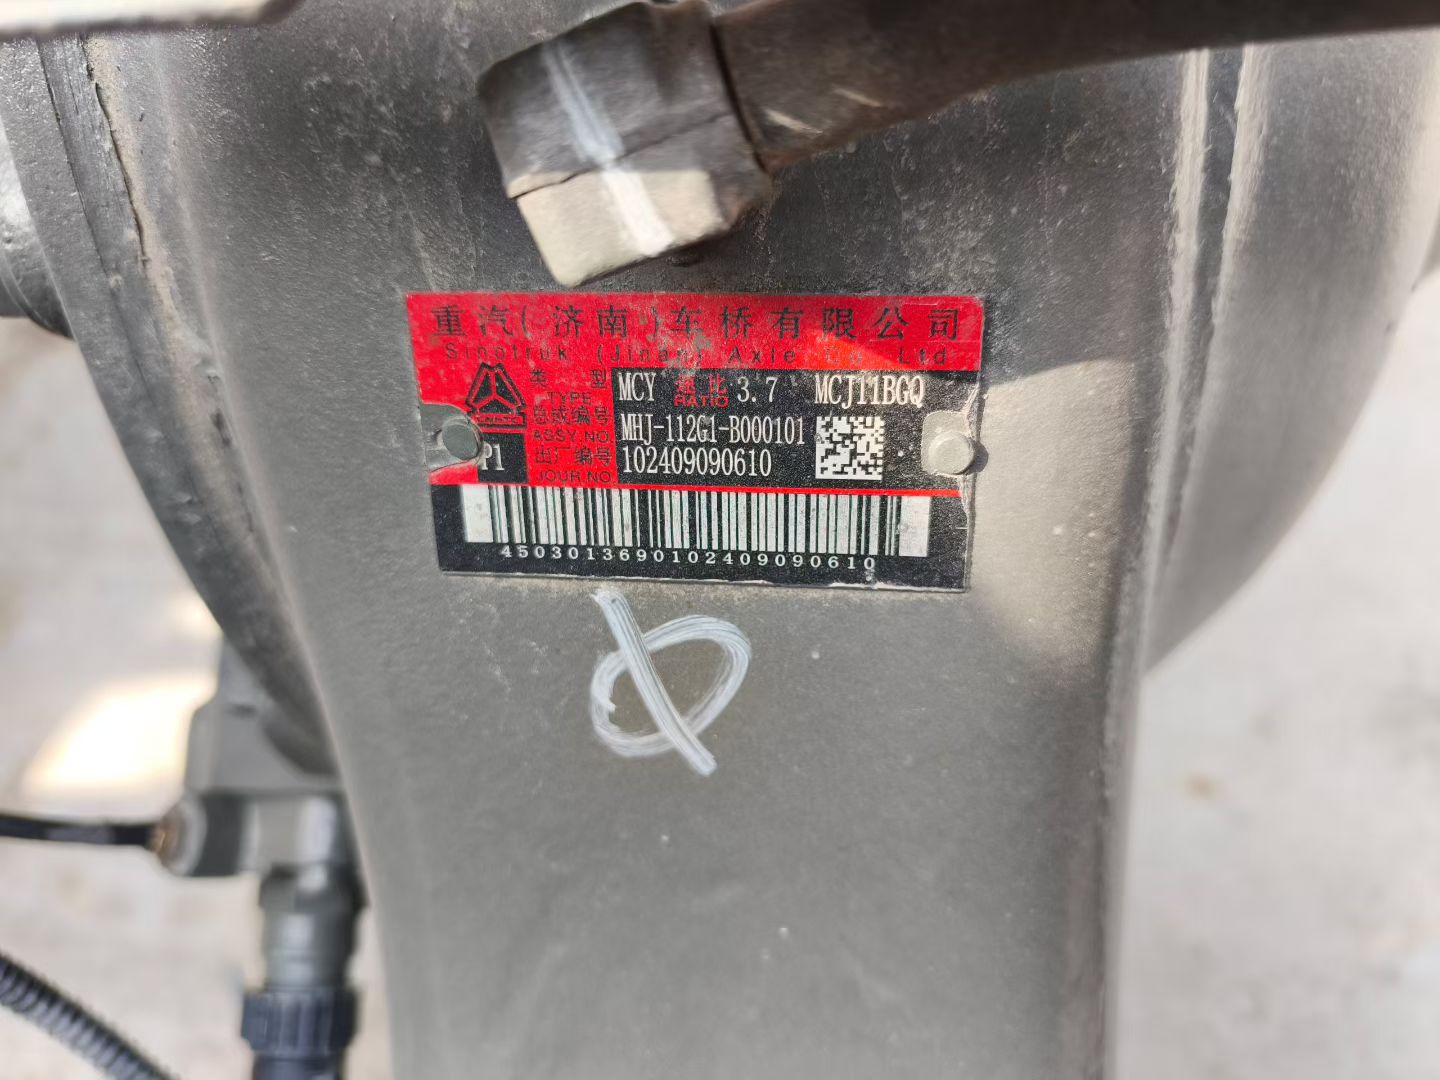 重汽(济南)车桥有限公司
Sinotruk (Jinan) Axle Co Ltd
类 型 TYPE MCY 速比 RATIO 3.7 MCJ11BGQ
总成编号 ASSY.NO. MHJ-112G1-B000101
P1 出厂编号 JOUR.NO. 102409090610
4503013690102409090610